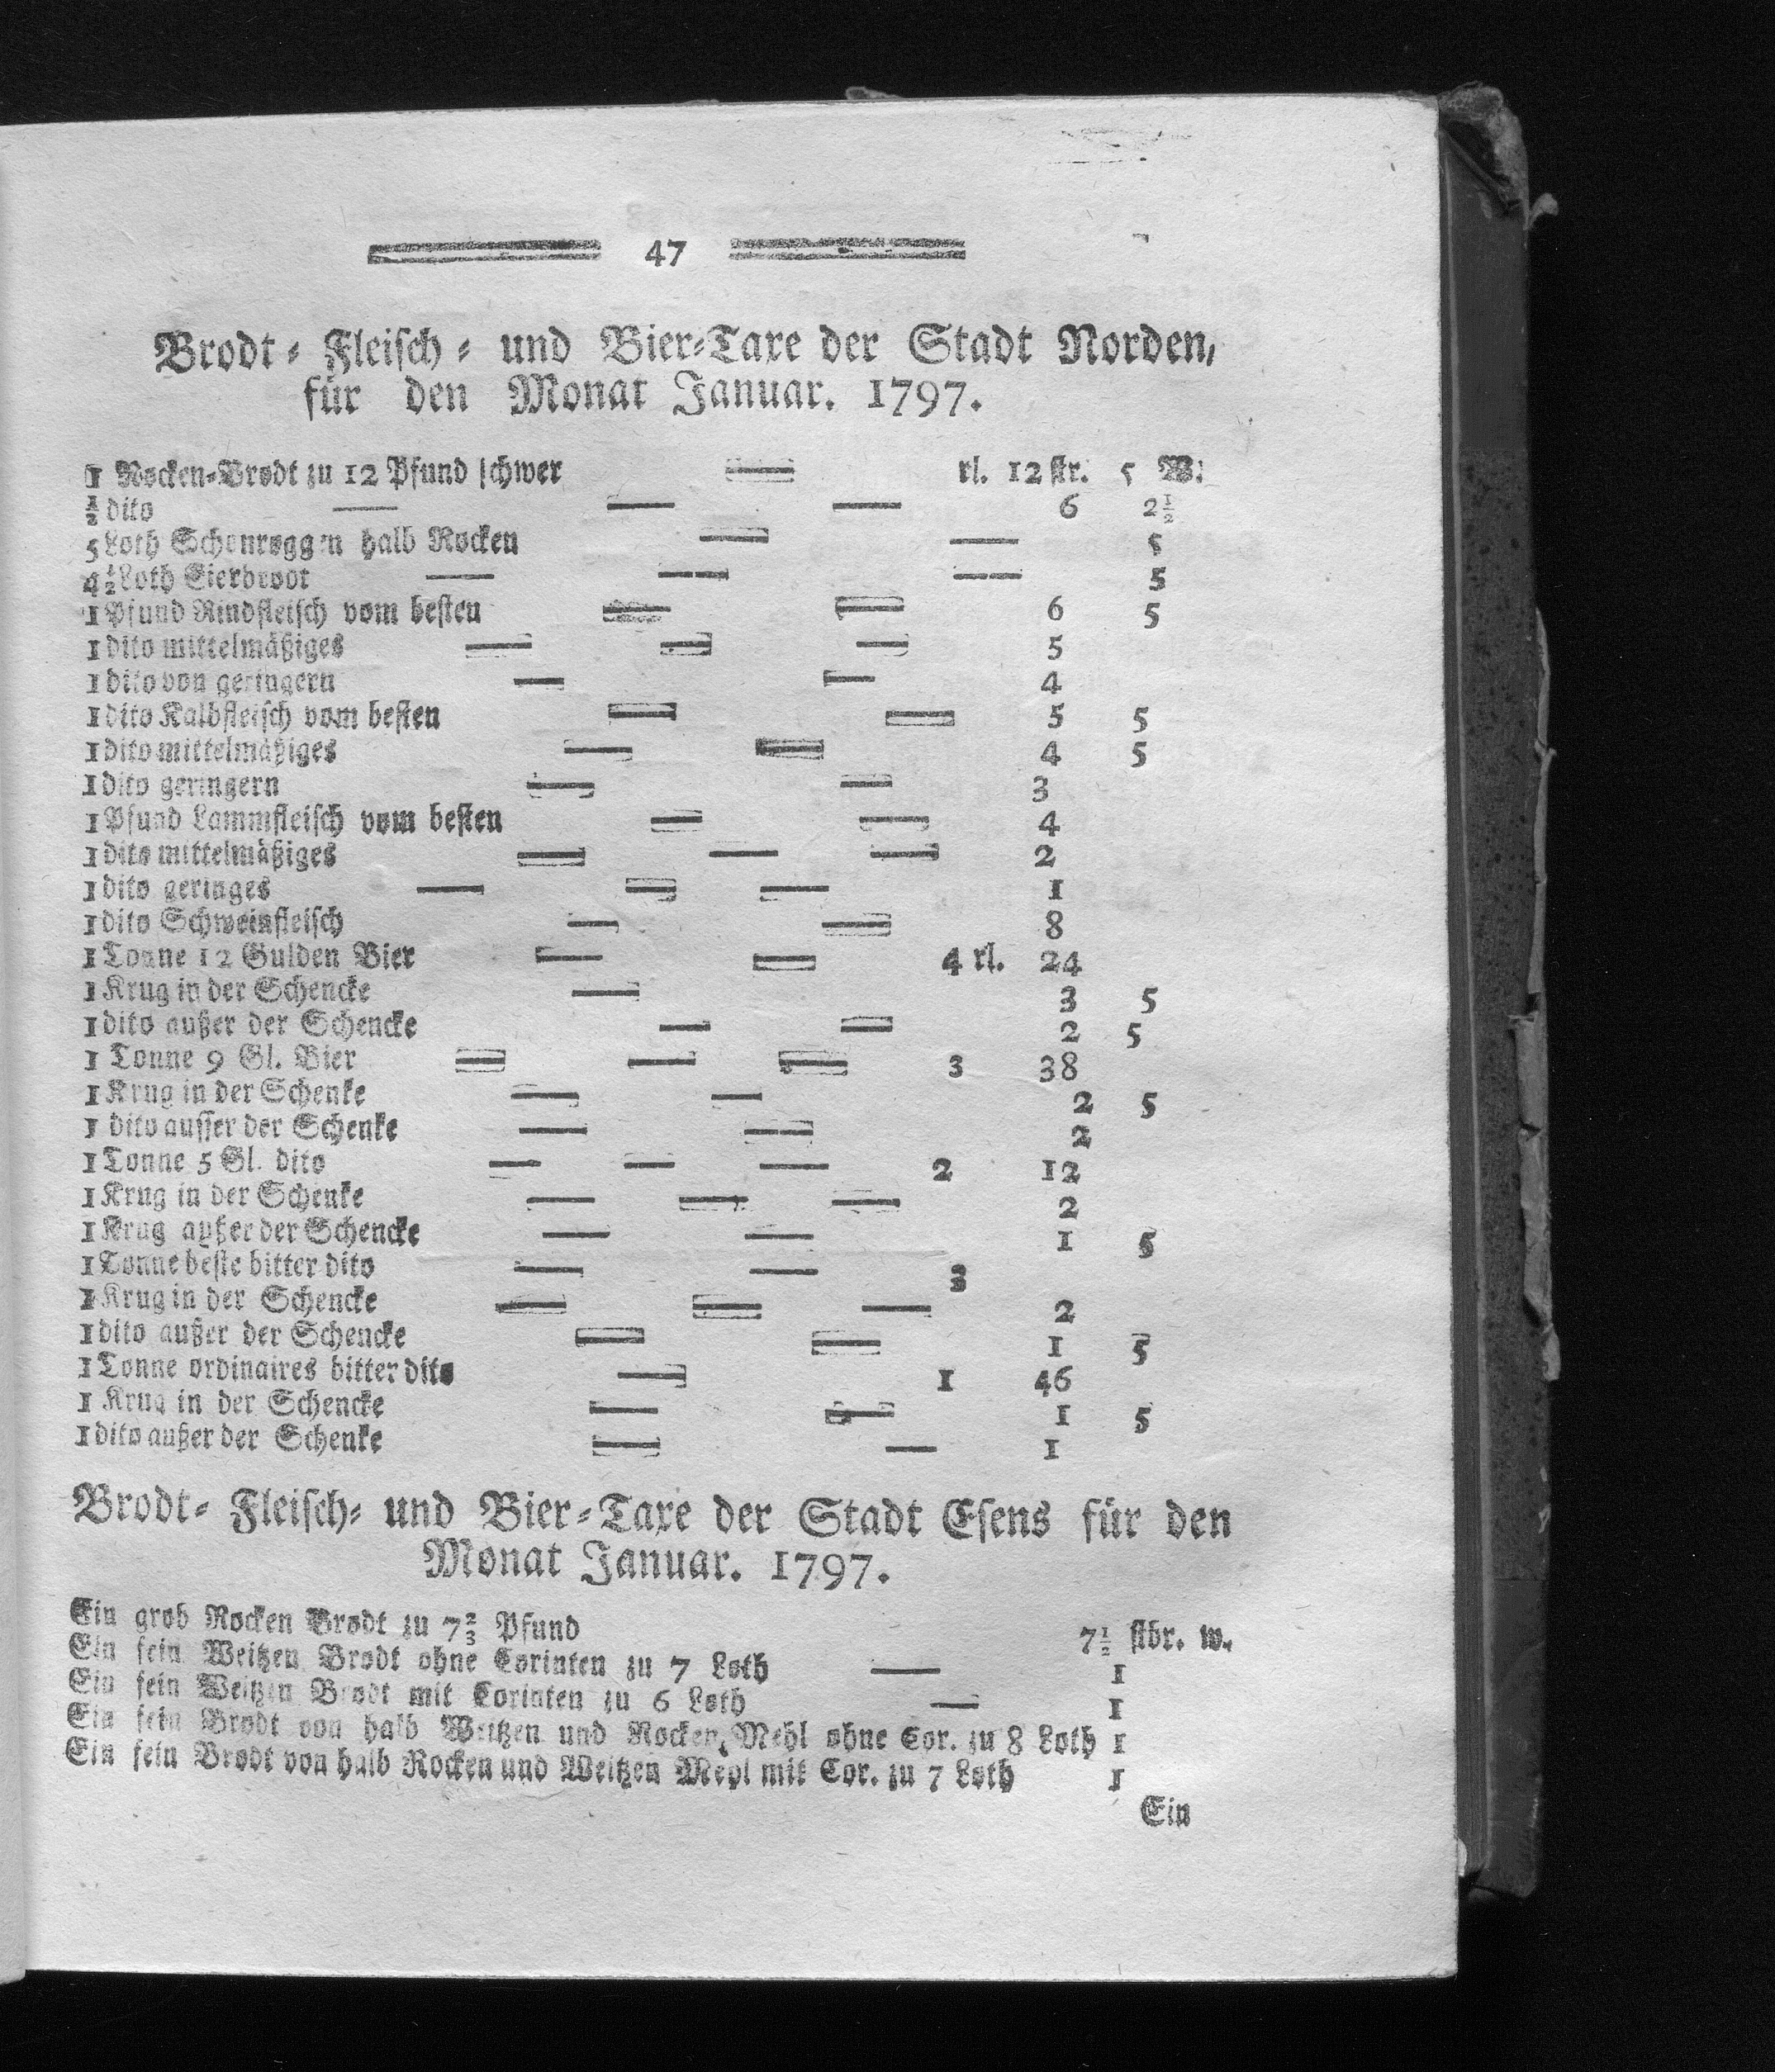 47
Brodt- Fleisch- und Bier-Taxe der Stadt Norden,
für den Monat Januar. 1797.
1 Rocken-Brodt zu 12 Pfund schwer — rl. 12 str. 5 W.
½ dito — — — 6 2½
5 Loth Schonroggen halb Rocken — — 5
4½ Loth Eierbrodt — — — 5
1 Pfund Rindfleisch vom besten — — 6 5
1 dito mittelmäßiges — — — 5
1 dito von geringern — — 4
1 dito Kalbfleisch vom besten — — 5 5
1 dito mittelmäßiges — — 4 5
1 dito geringern — — 3
1 Pfund Lammfleisch vom besten — — 4
1 dito mittelmäßiges — — — 2
1 dito geringes — — — 1
1 dito Schweinfleisch — — 8
1 Tonne 12 Gulden Bier — — 4 rl. 24
1 Krug in der Schencke — 3 5
1 dito außer der Schencke — — 2 5
1 Tonne 9 Gl. Bier — — — 3 38
1 Krug in der Schenke — — 2 5
1 dito ausser der Schenke — — 2
1 Tonne 5 Gl. dito — — — 2 12
1 Krug in der Schenke — — — 2
1 Krug außer der Schencke — — 1 5
1 Tonne beste bitter dito — — 3
1 Krug in der Schencke — — — 2
1 dito außer der Schencke — — 1 5
1 Tonne ordinaires bitter dito — 1 46
1 Krug in der Schencke — — 1 5
1 dito außer der Schenke — — 1
Brodt- Fleisch- und Bier-Taxe der Stadt Esens für den
Monat Januar. 1797.
Ein grob Rocken Brodt zu 7⅔ Pfund 7½ stbr. w.
Ein fein Weitzen Brodt ohne Corinten zu 7 Loth — 1
Ein fein Weitzen Brodt mit Corinten zu 6 Loth — 1
Ein fein Brodt von halb Weitzen und Rocken, Mehl ohne Cor. zu 8 Loth 1
Ein fein Brodt von halb Rocken und Weitzen Mehl mit Cor. zu 7 Loth 1
Ein